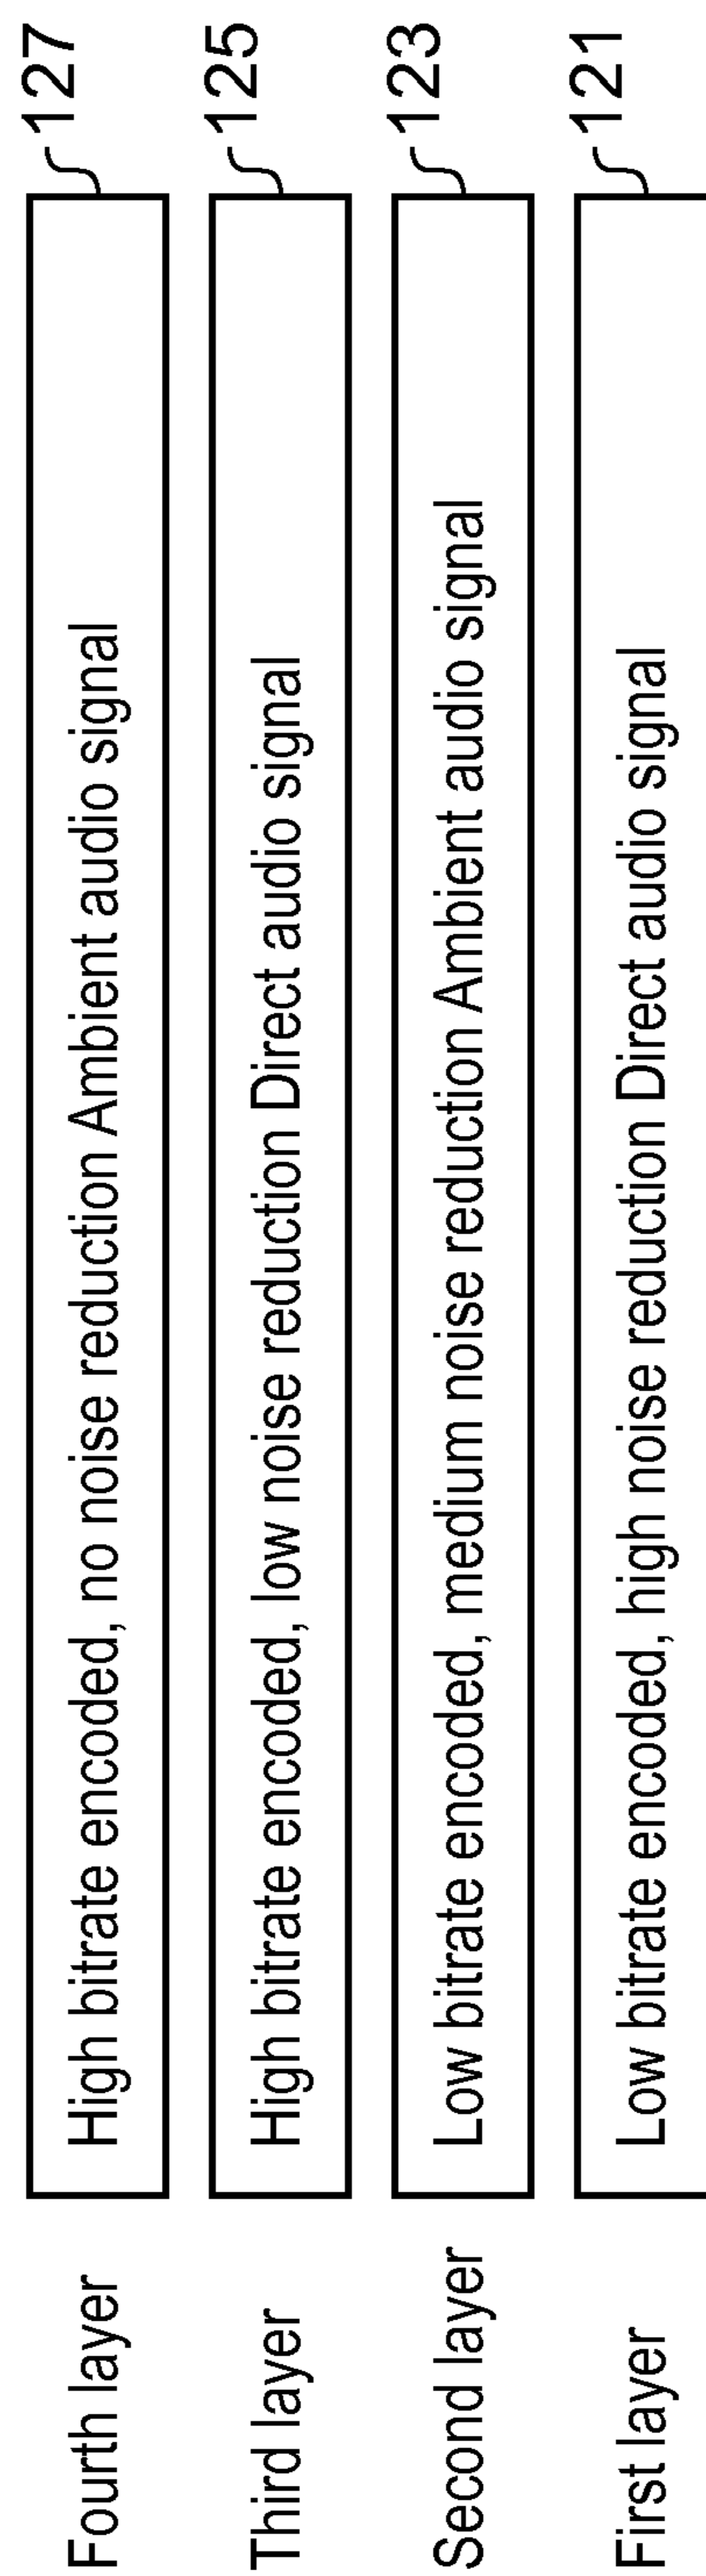 Fourth layer
High bitrate encoded, no noise reduction Ambient audio signal
127
Third layer
High bitrate encoded, low noise reduction Direct audio signal
125
Second layer
Low bitrate encoded, medium noise reduction Ambient audio signal
123
First layer
Low bitrate encoded, high noise reduction Direct audio signal
121